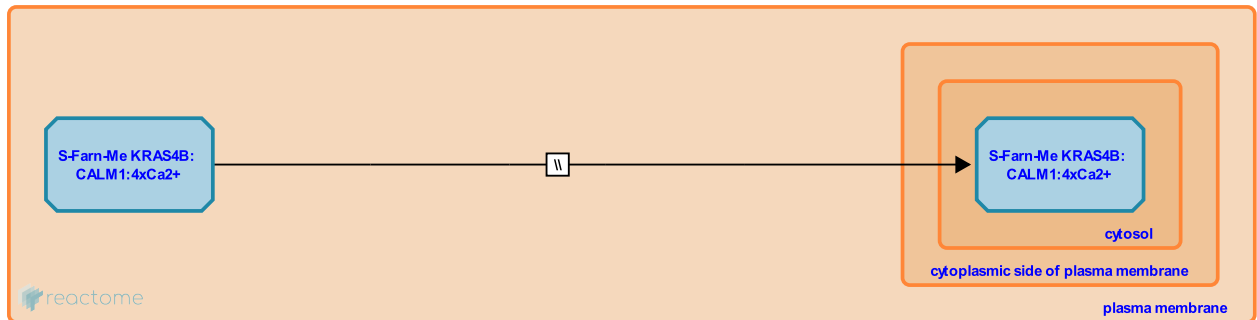 S-Farn-Me KRAS4B:
CALM1:4xCa2+
\\
S-Farn-Me KRAS4B:
CALM1:4xCa2+
cytosol
cytoplasmic side of plasma membrane
reactome
plasma membrane